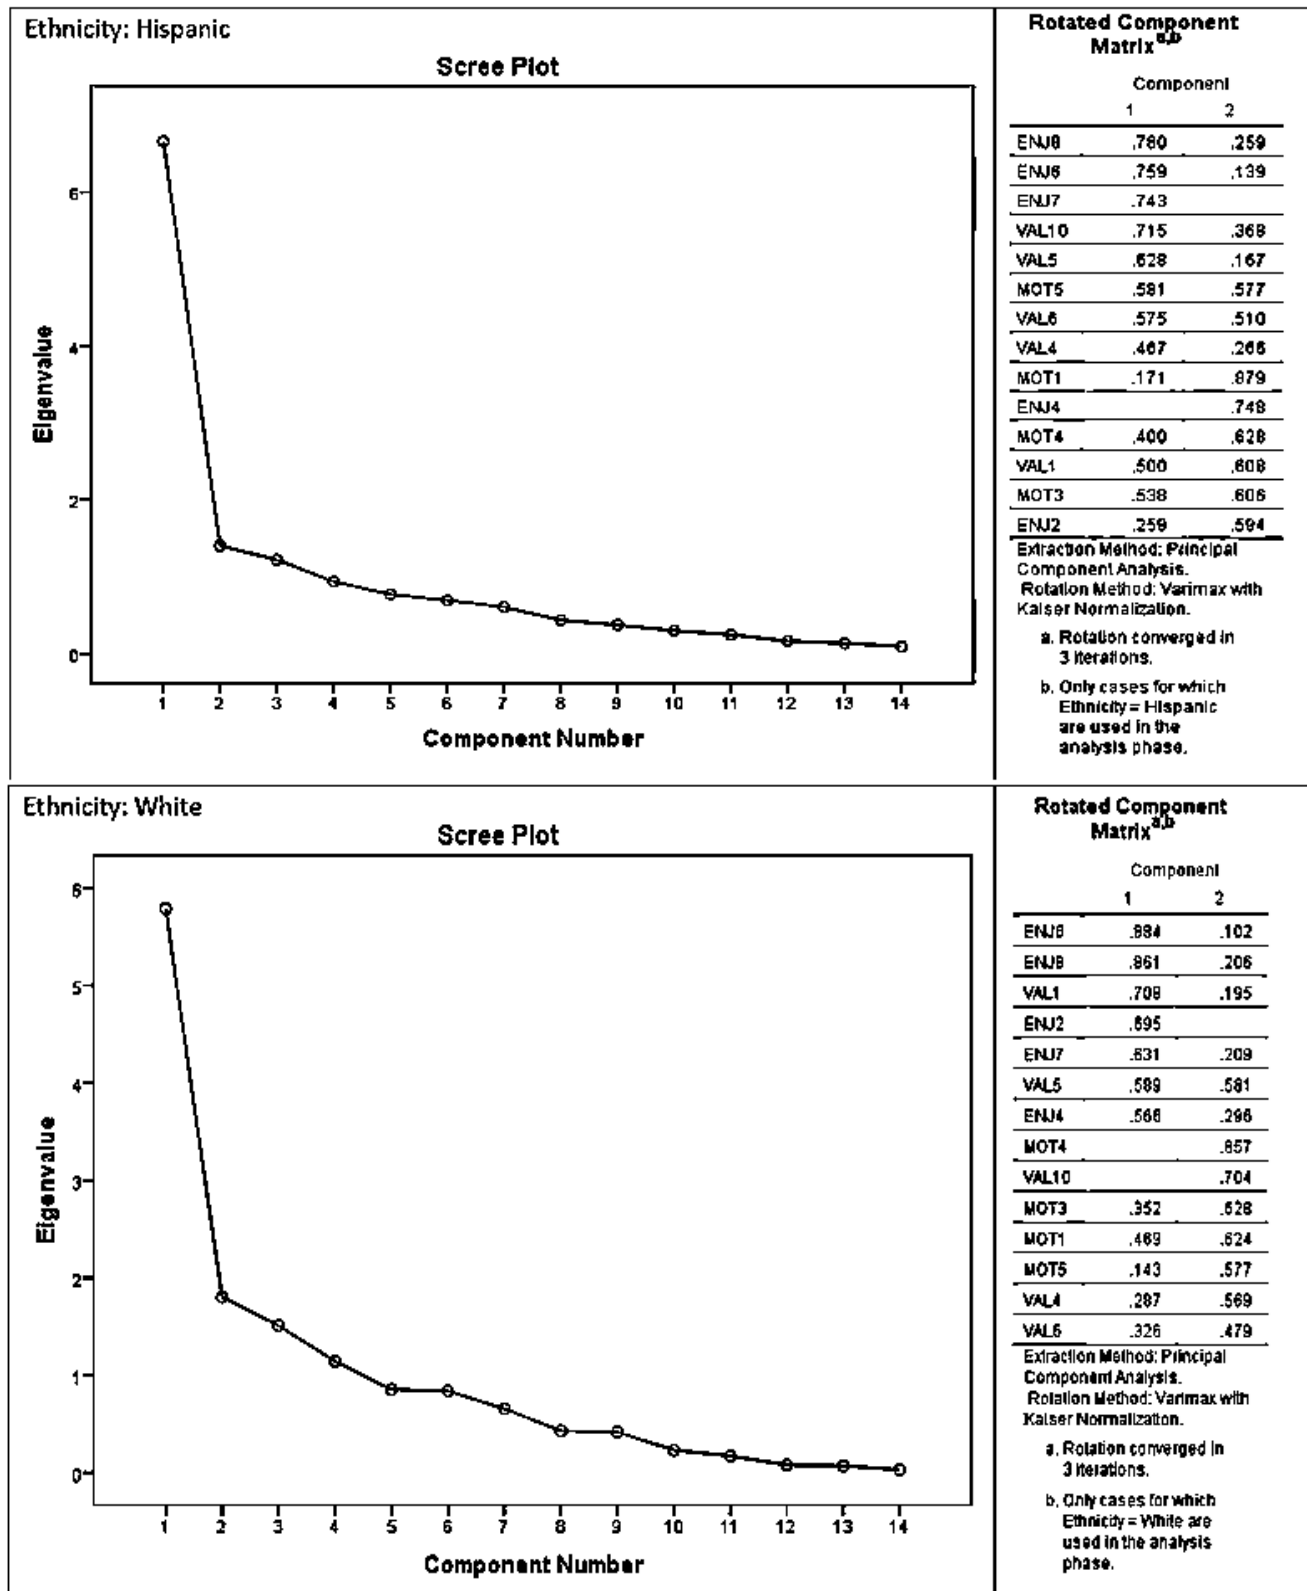 Ethnicity: Hispanic
Scree Plot
Eigenvalue
6
4
2
0
1 2 3 4 5 6 7 8 9 10 11 12 13 14
Component Number
Rotated Component
Matrix a,b
Component
1 2
ENJ8 .780 .259
ENJ6 .759 .139
ENJ7 .743
VAL10 .715 .368
VAL5 .628 .167
MOT5 .581 .577
VAL6 .575 .510
VAL4 .467 .266
MOT1 .171 .879
ENJ4 .748
MOT4 .400 .628
VAL1 .500 .608
MOT3 .538 .606
ENJ2 .259 .594
Extraction Method: Principal
Component Analysis.
Rotation Method: Varimax with
Kaiser Normalization.
a. Rotation converged in
3 iterations.
b. Only cases for which
Ethnicity = Hispanic
are used in the
analysis phase.
Ethnicity: White
Scree Plot
Eigenvalue
6
5
4
3
2
1
0
1 2 3 4 5 6 7 8 9 10 11 12 13 14
Component Number
Rotated Component
Matrix a,b
Component
1 2
ENJ6 .884 .102
ENJ8 .861 .206
VAL1 .708 .195
ENJ2 .695
ENJ7 .631 .209
VAL5 .589 .581
ENJ4 .566 .296
MOT4 .857
VAL10 .704
MOT3 .352 .628
MOT1 .469 .624
MOT5 .143 .577
VAL4 .287 .569
VAL6 .326 .479
Extraction Method: Principal
Component Analysis.
Rotation Method: Varimax with
Kaiser Normalization.
a. Rotation converged in
3 iterations.
b. Only cases for which
Ethnicity = White are
used in the analysis
phase.